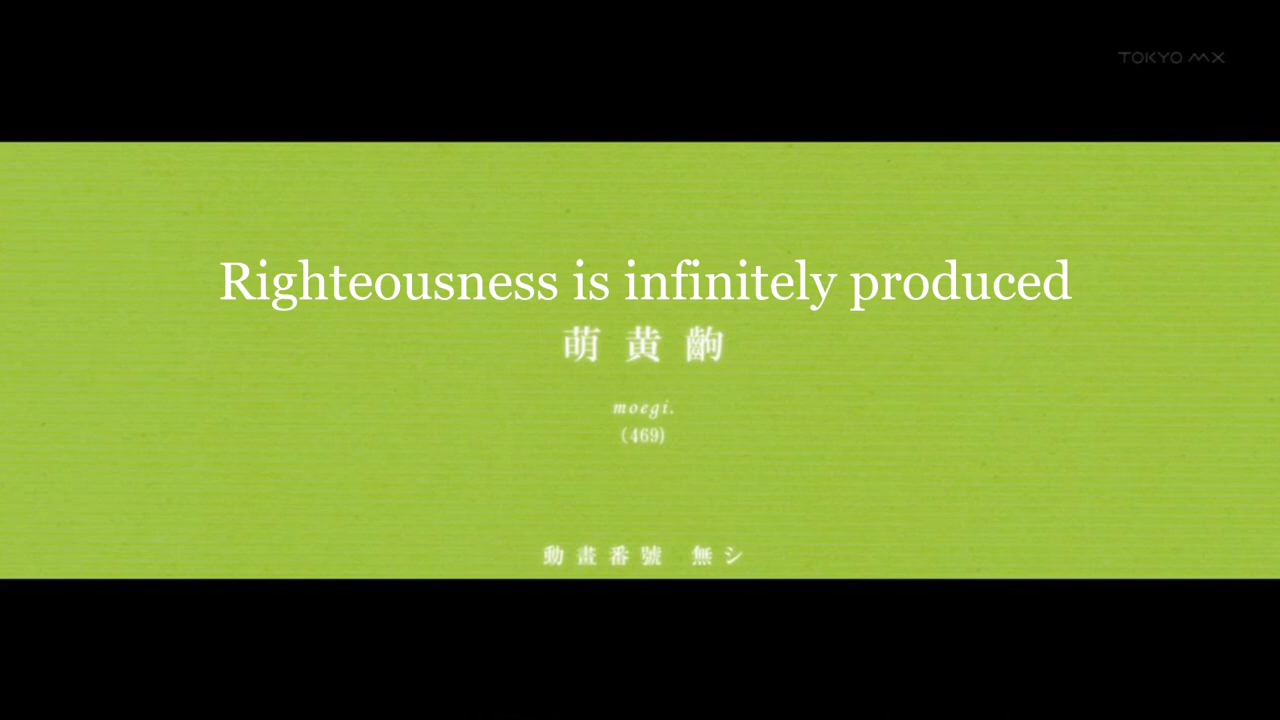 TOKYO MX
Righteousness is infinitely produced
萌黄齣
moegi.
(469)
動畫番號 無シ